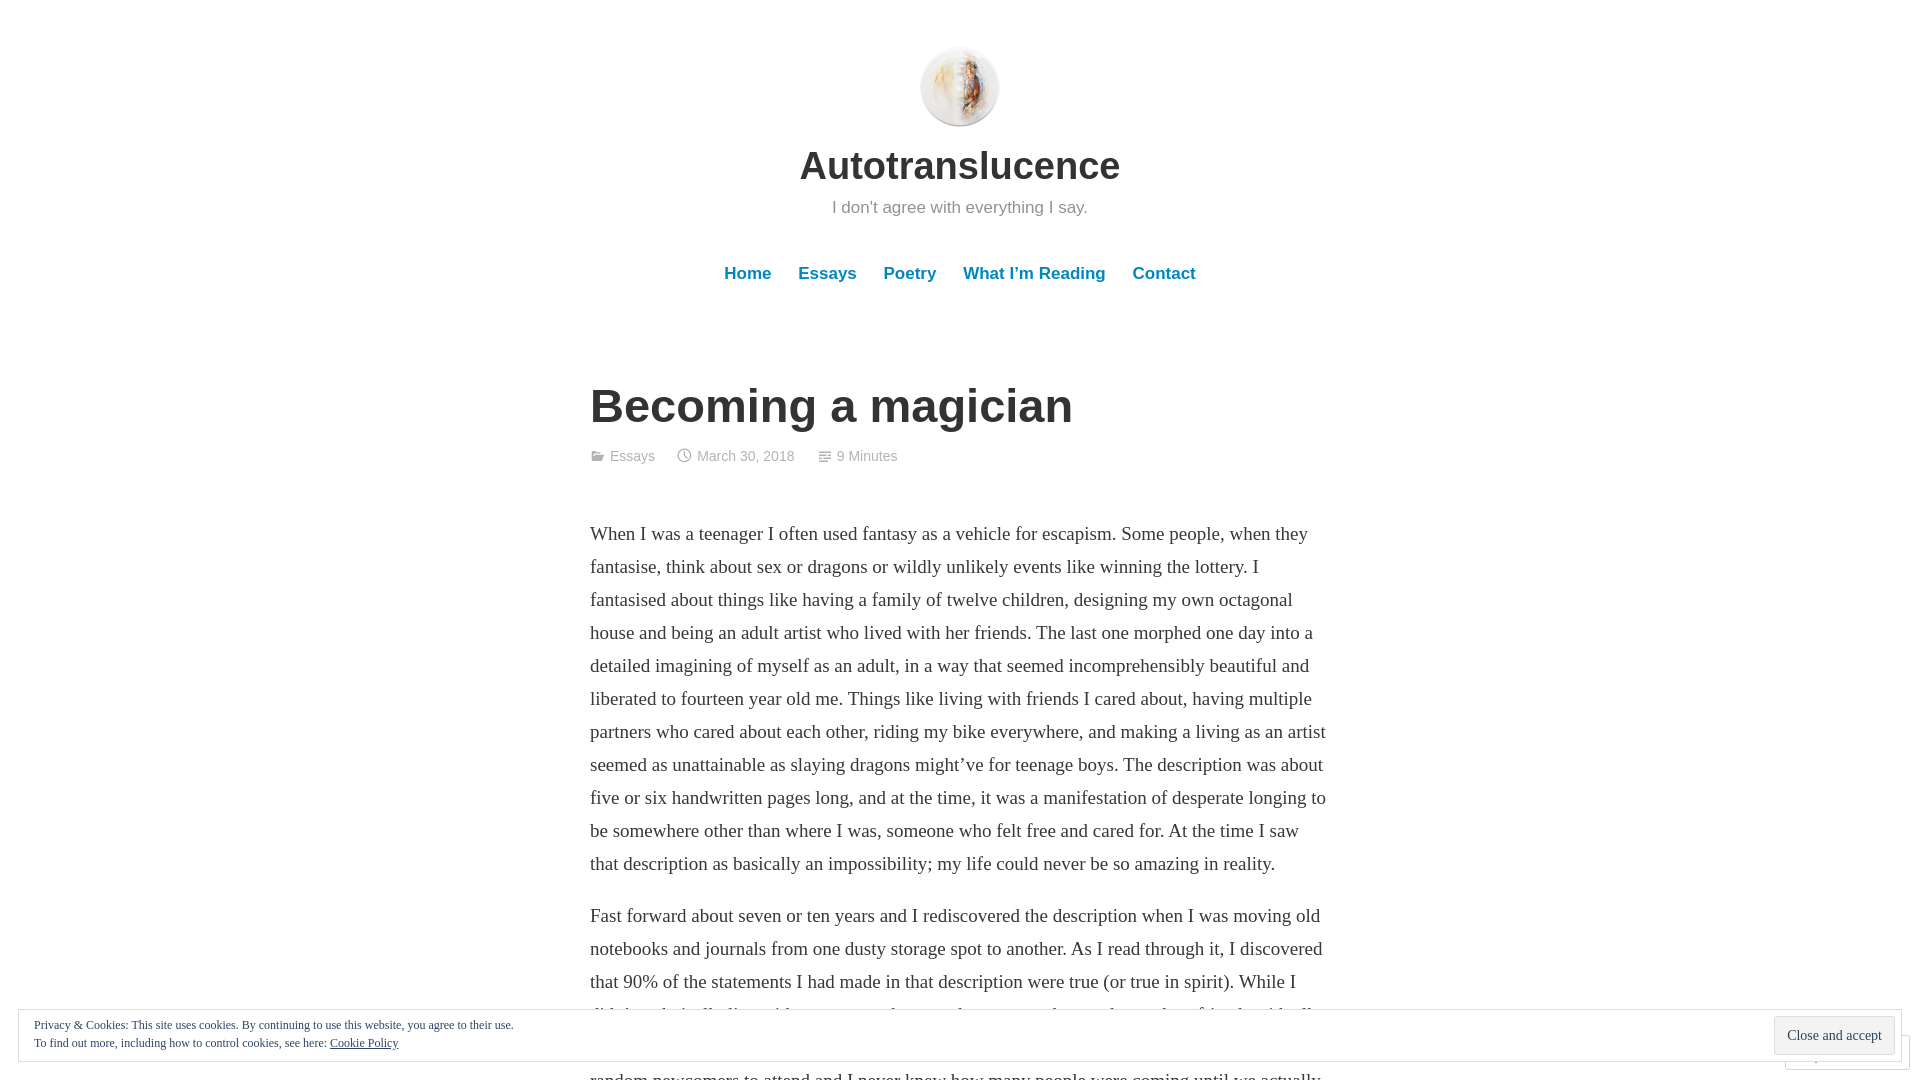 Autotranslucence
I don't agree with everything I say.
Home Essays Poetry What I’m Reading Contact
Becoming a magician
Essays March 30, 2018 9 Minutes
When I was a teenager I often used fantasy as a vehicle for escapism. Some people, when they
fantasise, think about sex or dragons or wildly unlikely events like winning the lottery. I
fantasised about things like having a family of twelve children, designing my own octagonal
house and being an adult artist who lived with her friends. The last one morphed one day into a
detailed imagining of myself as an adult, in a way that seemed incomprehensibly beautiful and
liberated to fourteen year old me. Things like living with friends I cared about, having multiple
partners who cared about each other, riding my bike everywhere, and making a living as an artist
seemed as unattainable as slaying dragons might’ve for teenage boys. The description was about
five or six handwritten pages long, and at the time, it was a manifestation of desperate longing to
be somewhere other than where I was, someone who felt free and cared for. At the time I saw
that description as basically an impossibility; my life could never be so amazing in reality.
Fast forward about seven or ten years and I rediscovered the description when I was moving old
notebooks and journals from one dusty storage spot to another. As I read through it, I discovered
that 90% of the statements I had made in that description were true (or true in spirit). While I
Privacy & Cookies: This site uses cookies. By continuing to use this website, you agree to their use.
To find out more, including how to control cookies, see here: Cookie Policy
Close and accept
random newcomers to attend and I never knew how many people were coming until we actually